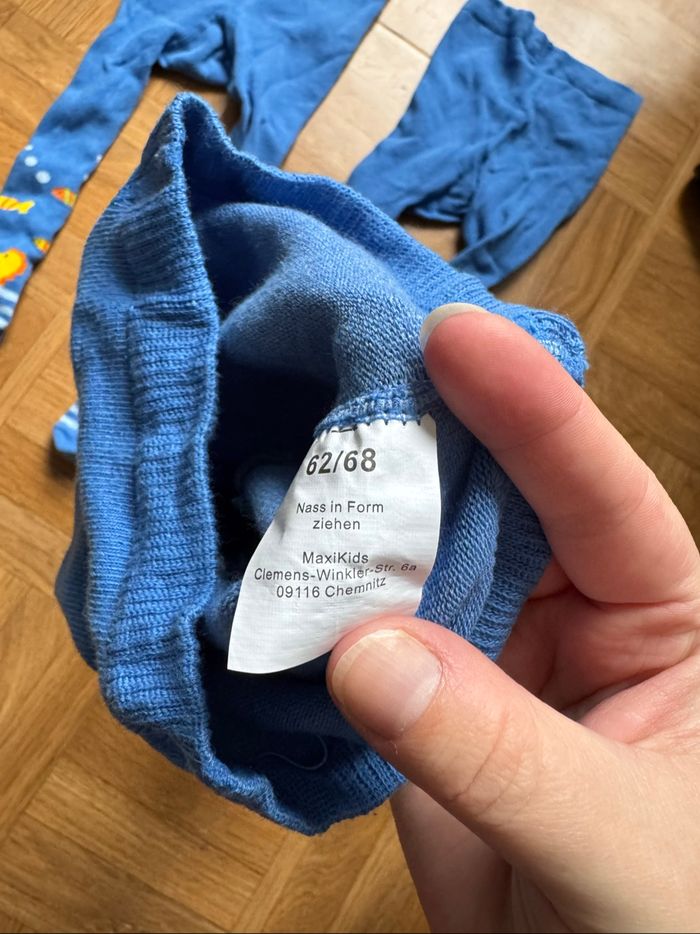 62/68
Nass in Form
ziehen
MaxiKids
Clemens-Winkler-Str. 6a
09116 Chemnitz